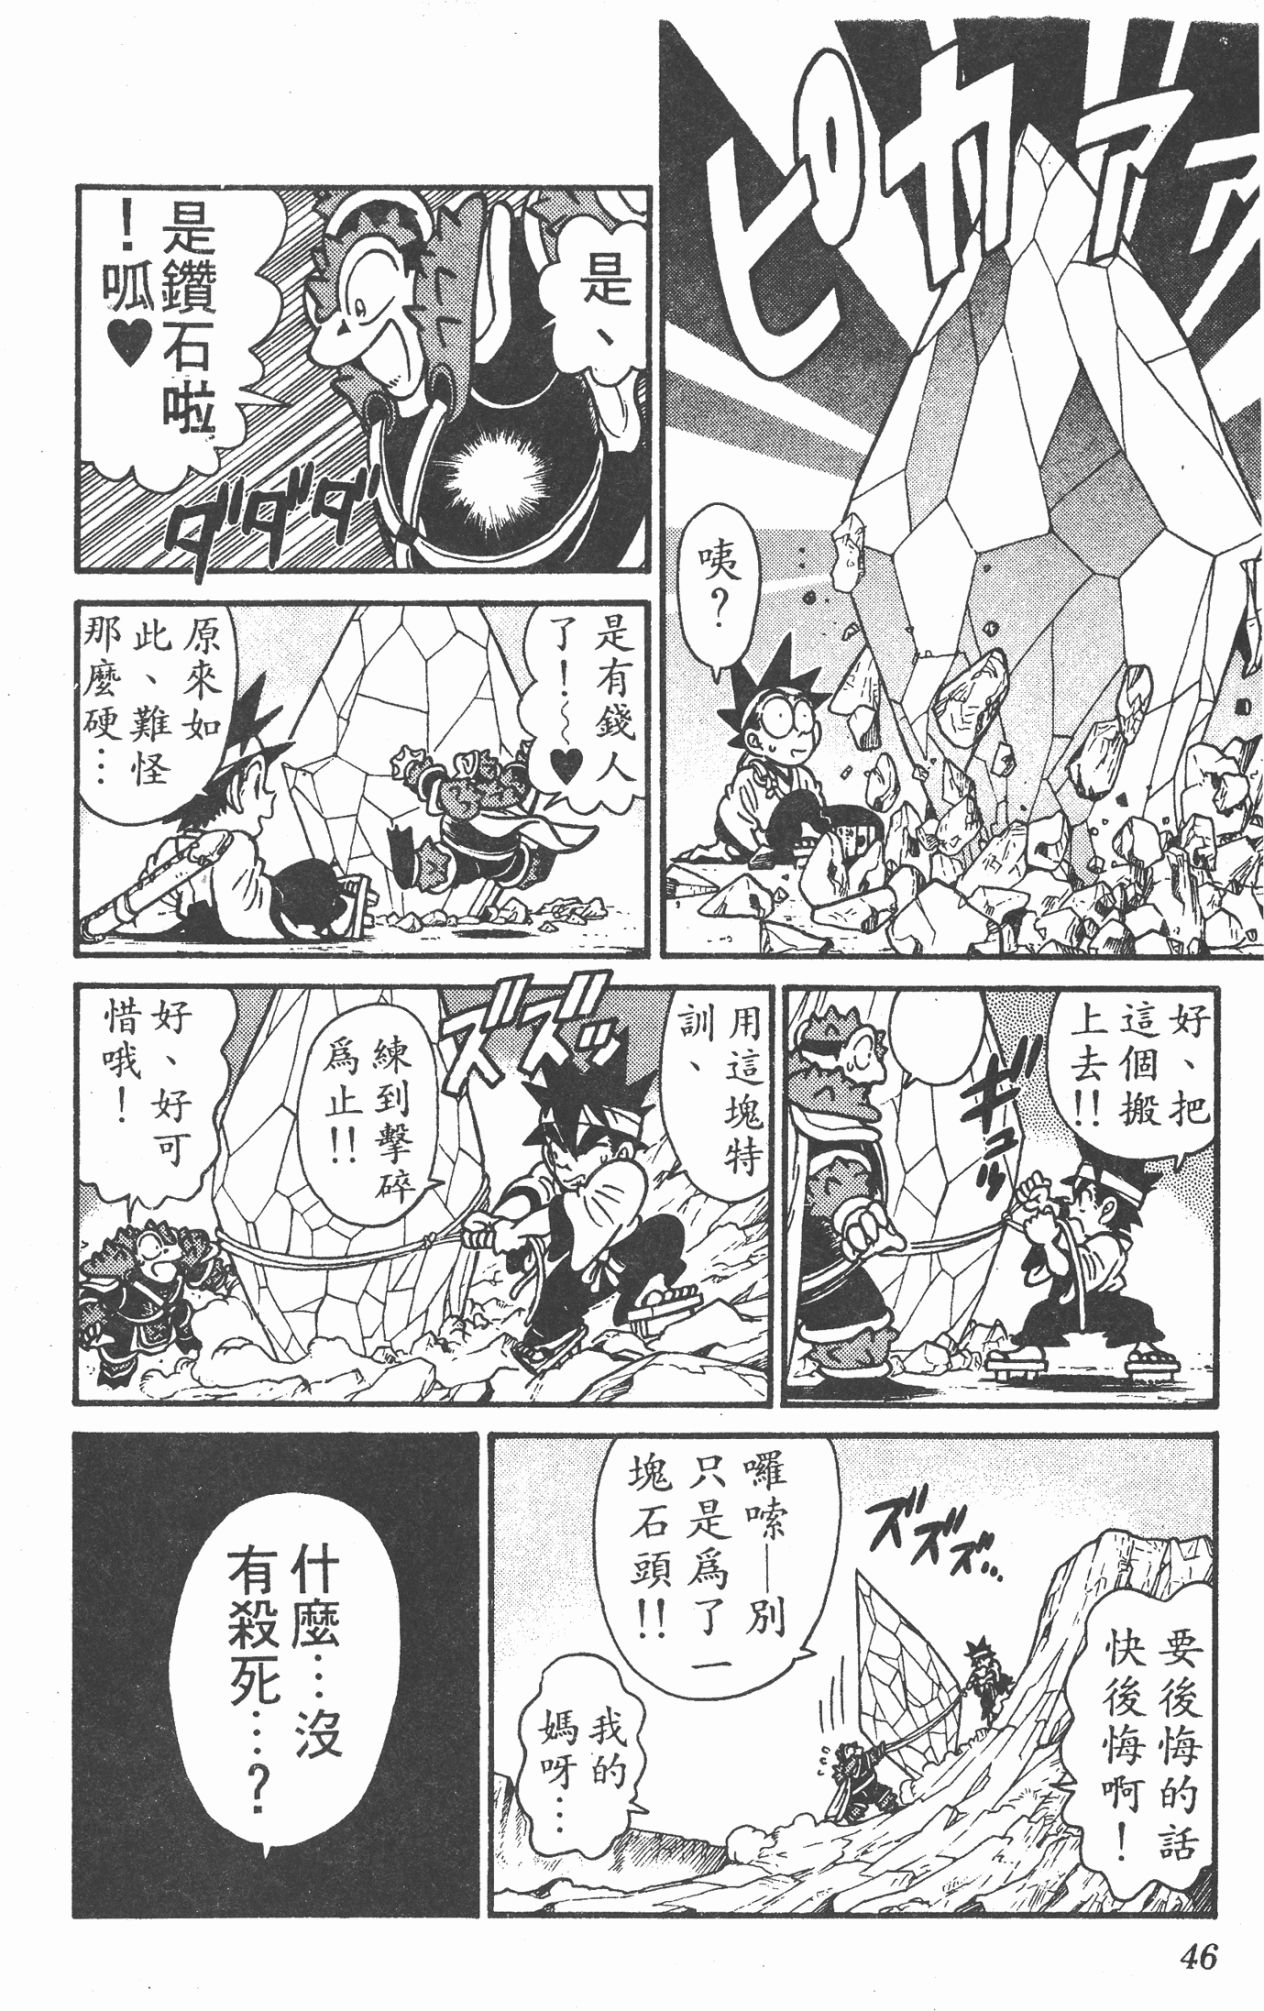 ピカァァ
咦？
是、
是鑽石啦
！呱♥
ダダダ
是有錢人
了！～♥
原來如
此、難怪
那麼硬…
好、把
這個搬
上去!!
ギュッ
用這塊特
訓、
ズズズッ
練到擊碎
爲止!!
好、好可
惜哦！
要後悔的話
快後悔啊！
ズズズ…
囉嗦—別
只是爲了一
塊石頭!!
我的
媽呀…
什麼…沒
有殺死…？
46